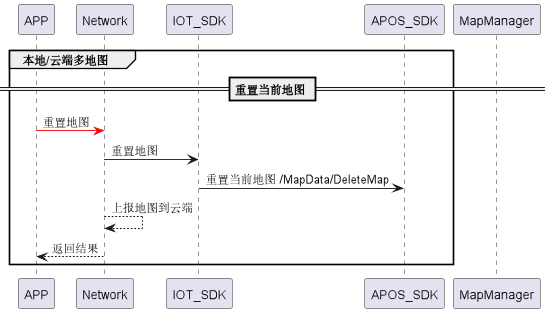 APP Network IOT_SDK APOS_SDK MapManager
本地/云端多地图
重置当前地图
重置地图
重置地图
重置当前地图 /MapData/DeleteMap
上报地图到云端
返回结果
APP Network IOT_SDK APOS_SDK MapManager